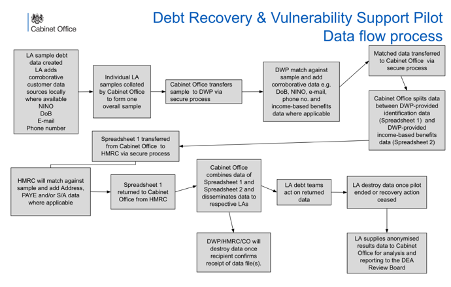 Cabinet Office
Debt Recovery & Vulnerability Support Pilot
Data flow process
LA sample debt
data created
LA adds
corroborative
customer data
sources locally
where available
NINO
DoB
E-mail
Phone number
Individual LA
samples collated
by Cabinet Office
to form one
overall sample
Cabinet Office transfers
sample to DWP via
secure process
DWP match against
sample and add
corroborative data e.g.
DoB, NINO, e-mail,
phone no. and
income-based benefits
data where applicable
Matched data transferred
to Cabinet Office via
secure process
Cabinet Office splits data
between DWP-provided
identification data
(Spreadsheet 1) and
DWP-provided
income-based benefits
data (Spreadsheet 2)
Spreadsheet 1 transferred
from Cabinet Office to
HMRC via secure process
HMRC will match against
sample and add Address,
PAYE and/or S/A data
where applicable
Spreadsheet 1
returned to Cabinet
Office from HMRC
Cabinet Office
combines data of
Spreadsheet 1 and
Spreadsheet 2 and
disseminates data to
respective LAs
LA debt teams
act on returned
data
LA destroy data once pilot
ended or recovery action
ceased
DWP/HMRC/CO will
destroy data once
recipient confirms
receipt of data file(s).
LA supplies anonymised
results data to Cabinet
Office for analysis and
reporting to the DEA
Review Board